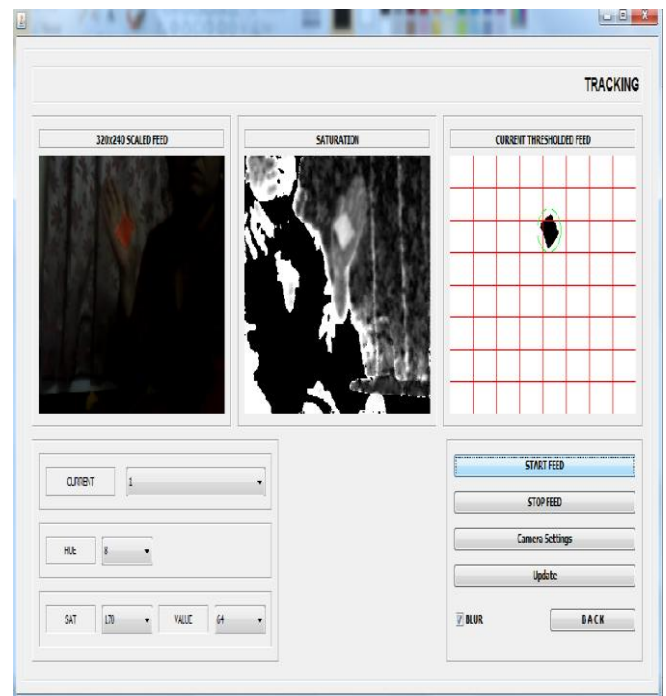 TRACKING
320x240 SCALED FEED
SATURATION
CURRENT THRESHOLDED FEED
CURRENT 1
HUE 8
SAT 170 VALUE 64
START FEED
STOP FEED
Camera Settings
Update
BLUR BACK